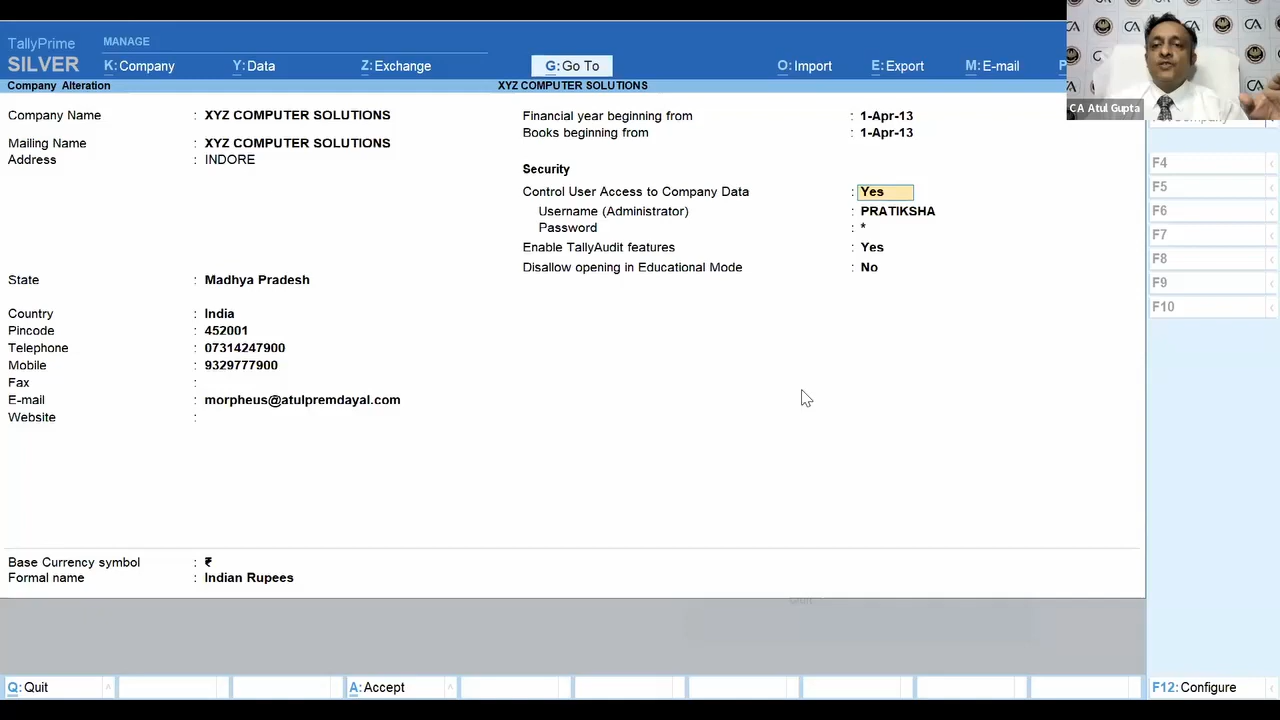 TallyPrime
MANAGE
SILVER
K:Company
Y:Data
Z:Exchange
G:Go To
O:Import
E:Export
M:E-mail
CA Atul Gupta
Company Alteration
XYZ COMPUTER SOLUTIONS
Company Name : XYZ COMPUTER SOLUTIONS
Mailing Name : XYZ COMPUTER SOLUTIONS
Address : INDORE
State : Madhya Pradesh
Country : India
Pincode : 452001
Telephone : 07314247900
Mobile : 9329777900
Fax :
E-mail : morpheus@atulpremdayal.com
Website :
Financial year beginning from : 1-Apr-13
Books beginning from : 1-Apr-13
Security
Control User Access to Company Data : Yes
Username (Administrator) : PRATIKSHA
Password : *
Enable TallyAudit features : Yes
Disallow opening in Educational Mode : No
Base Currency symbol : ₹
Formal name : Indian Rupees
F4
F5
F6
F7
F8
F9
F10
Quit
Q:Quit
A:Accept
F12:Configure
CA
CA
CA
CA